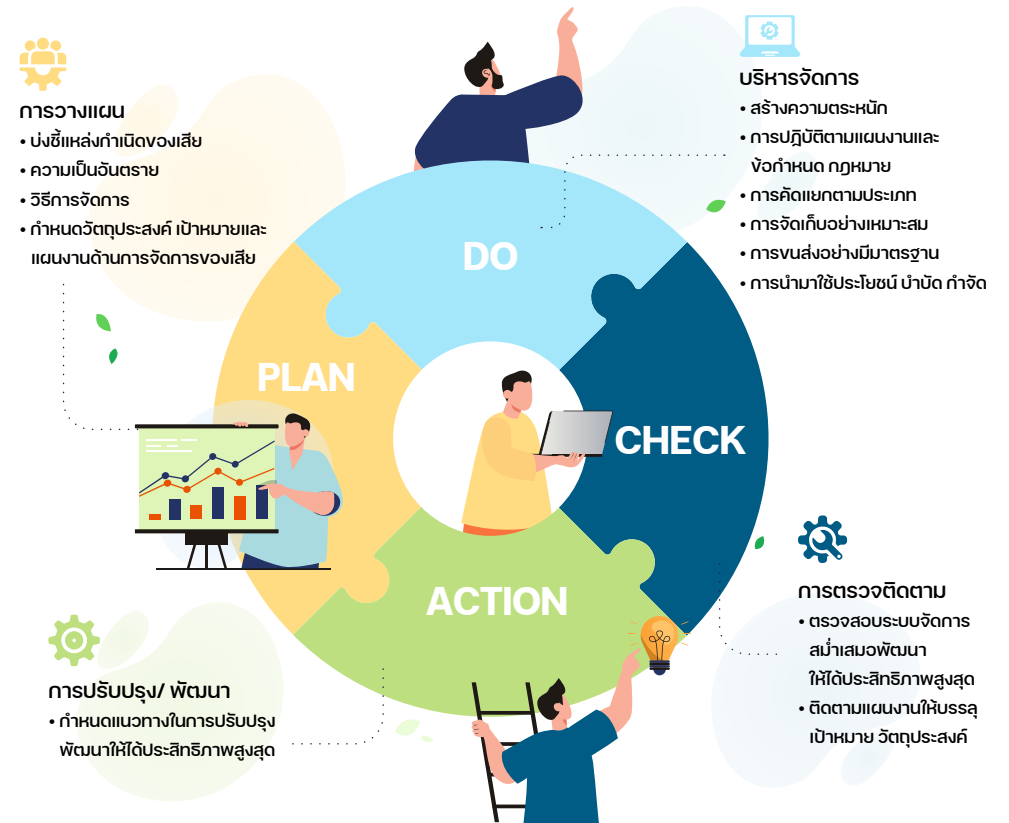 การวางแผน
• บ่งชี้แหล่งกำเนิดของเสีย
• ความเป็นอันตราย
• วิธีการจัดการ
• กำหนดวัตถุประสงค์ เป้าหมายและ
แผนงานด้านการจัดการของเสีย
บริหารจัดการ
• สร้างความตระหนัก
• การปฏิบัติตามแผนงานและ
ข้อกำหนด กฎหมาย
• การคัดแยกตามประเภท
• การจัดเก็บอย่างเหมาะสม
• การขนส่งอย่างมีมาตรฐาน
• การนำมาใช้ประโยชน์ บำบัด กำจัด
DO
PLAN
CHECK
ACTION
การตรวจติดตาม
• ตรวจสอบระบบจัดการ
สม่ำเสมอพัฒนา
ให้ได้ประสิทธิภาพสูงสุด
• ติดตามแผนงานให้บรรลุ
เป้าหมาย วัตถุประสงค์
การปรับปรุง/ พัฒนา
• กำหนดแนวทางในการปรับปรุง
พัฒนาให้ได้ประสิทธิภาพสูงสุด